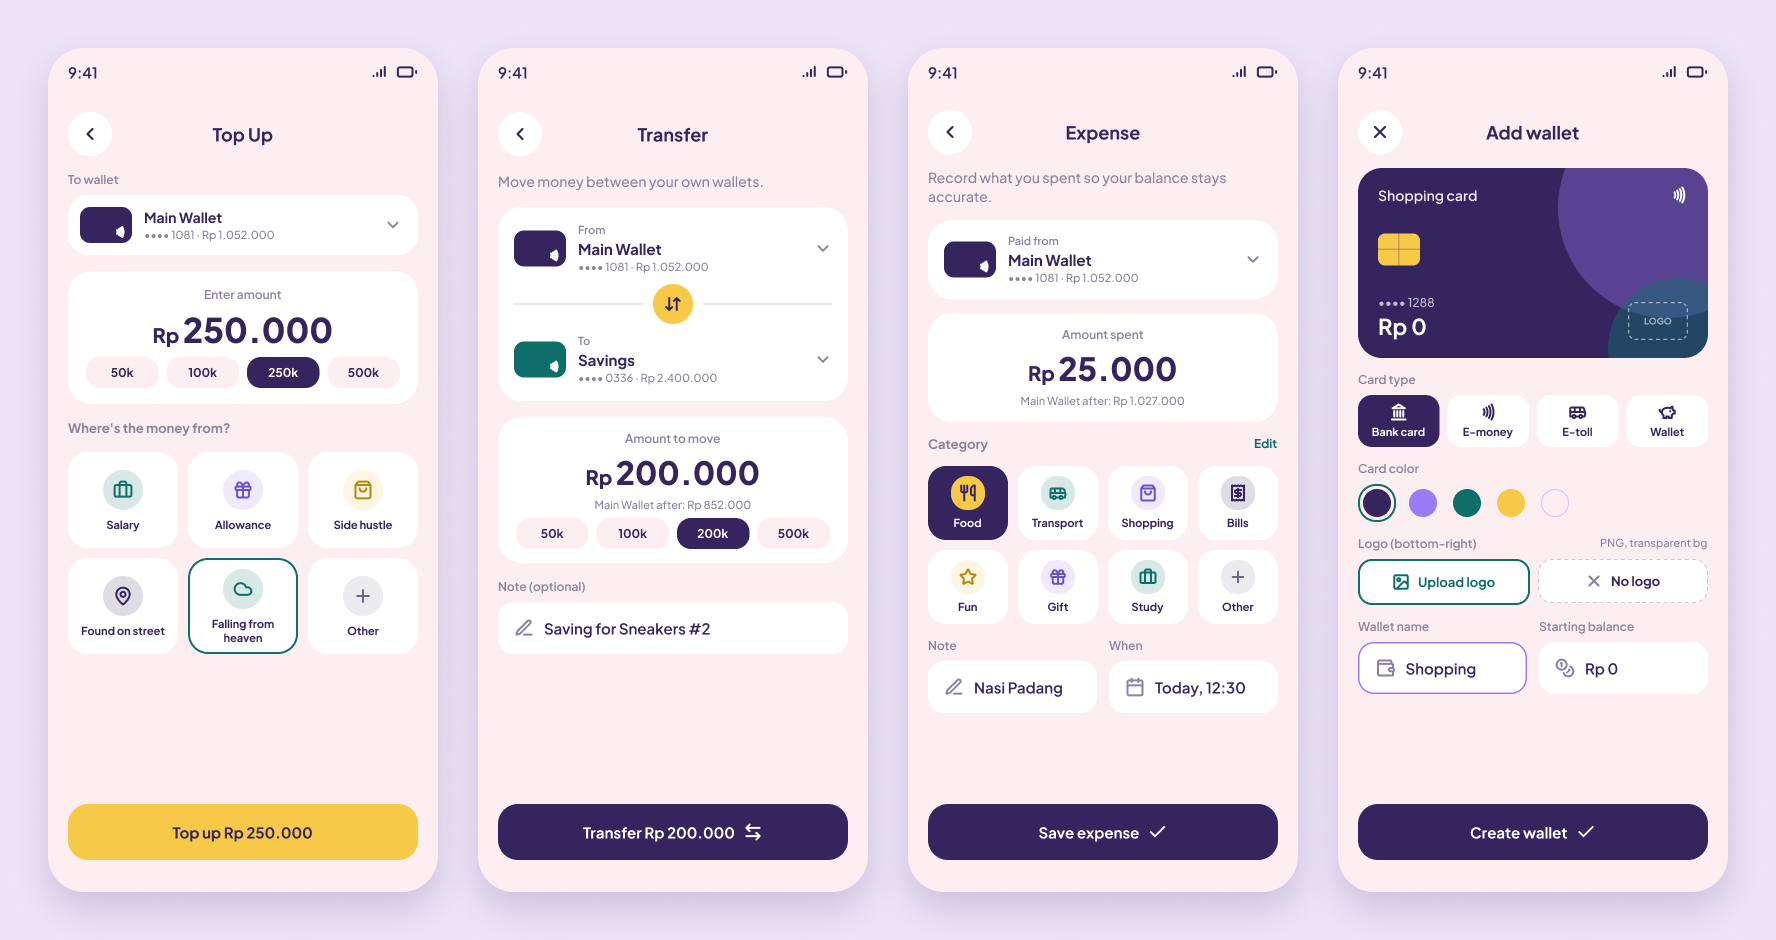 9:41
Top Up
To wallet
Main Wallet
•••• 1081 · Rp 1.052.000
Enter amount
Rp 250.000
50k
100k
250k
500k
Where's the money from?
Salary
Allowance
Side hustle
Found on street
Falling from
heaven
Other
Top up Rp 250.000
9:41
Transfer
Move money between your own wallets.
From
Main Wallet
•••• 1081 · Rp 1.052.000
To
Savings
•••• 0336 · Rp 2.400.000
Amount to move
Rp 200.000
Main Wallet after: Rp 852.000
50k
100k
200k
500k
Note (optional)
Saving for Sneakers #2
Transfer Rp 200.000
9:41
Expense
Record what you spent so your balance stays
accurate.
Paid from
Main Wallet
•••• 1081 · Rp 1.052.000
Amount spent
Rp 25.000
Main Wallet after: Rp 1.027.000
Category
Edit
Food
Transport
Shopping
Bills
Fun
Gift
Study
Other
Note
When
Nasi Padang
Today, 12:30
Save expense
9:41
Add wallet
Shopping card
•••• 1288
Rp 0
LOGO
Card type
Bank card
E-money
E-toll
Wallet
Card color
Logo (bottom-right)
PNG, transparent bg
Upload logo
No logo
Wallet name
Starting balance
Shopping
Rp 0
Create wallet